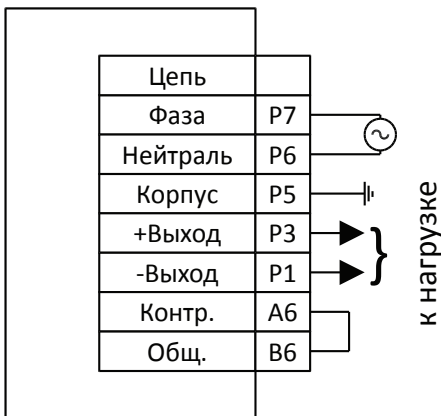 Цепь
Фаза P7
Нейтраль P6
Корпус P5
+Выход P3
-Выход P1
Контр. A6
Общ. B6
к нагрузке